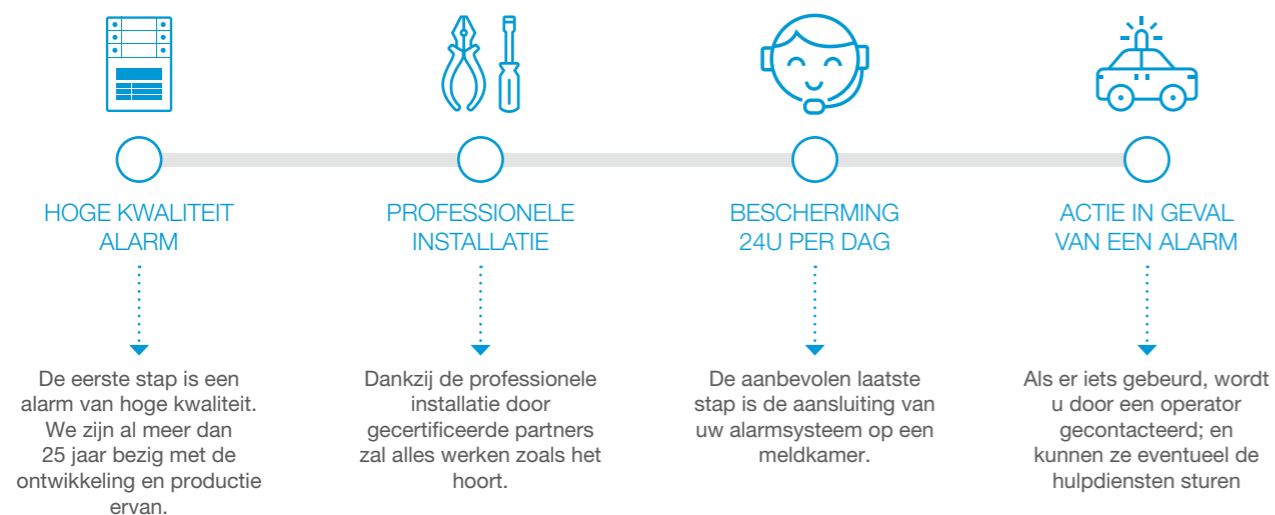 HOGE KWALITEIT
ALARM
De eerste stap is een
alarm van hoge kwaliteit.
We zijn al meer dan
25 jaar bezig met de
ontwikkeling en productie
ervan.
PROFESSIONELE
INSTALLATIE
Dankzij de professionele
installatie door
gecertificeerde partners
zal alles werken zoals het
hoort.
BESCHERMING
24U PER DAG
De aanbevolen laatste
stap is de aansluiting van
uw alarmsysteem op een
meldkamer.
ACTIE IN GEVAL
VAN EEN ALARM
Als er iets gebeurd, wordt
u door een operator
gecontacteerd; en
kunnen ze eventueel de
hulpdiensten sturen